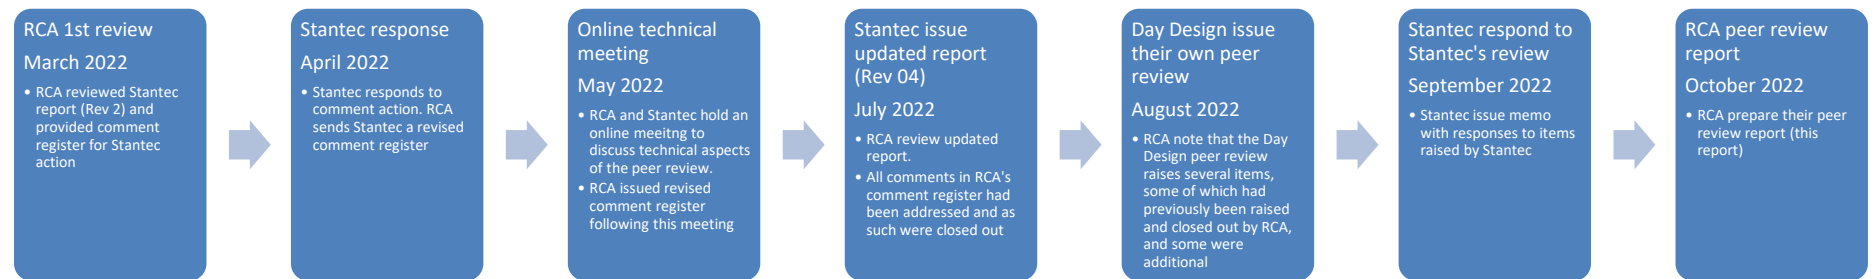 RCA 1st review
March 2022
• RCA reviewed Stantec
report (Rev 2) and
provided comment
register for Stantec
action
Stantec response
April 2022
• Stantec responds to
comment action. RCA
sends Stantec a revised
comment register
Online technical
meeting
May 2022
• RCA and Stantec hold an
online meeitng to
discuss technical aspects
of the peer review.
• RCA issued revised
comment register
following this meeting
Stantec issue
updated report
(Rev 04)
July 2022
• RCA review updated
report.
• All comments in RCA's
comment register had
been addressed and as
such were closed out
Day Design issue
their own peer
review
August 2022
• RCA note that the Day
Design peer review
raises several items,
some of which had
previously been raised
and closed out by RCA,
and some were
additional
Stantec respond to
Stantec's review
September 2022
• Stantec issue memo
with responses to items
raised by Stantec
RCA peer review
report
October 2022
• RCA prepare their peer
review report (this
report)